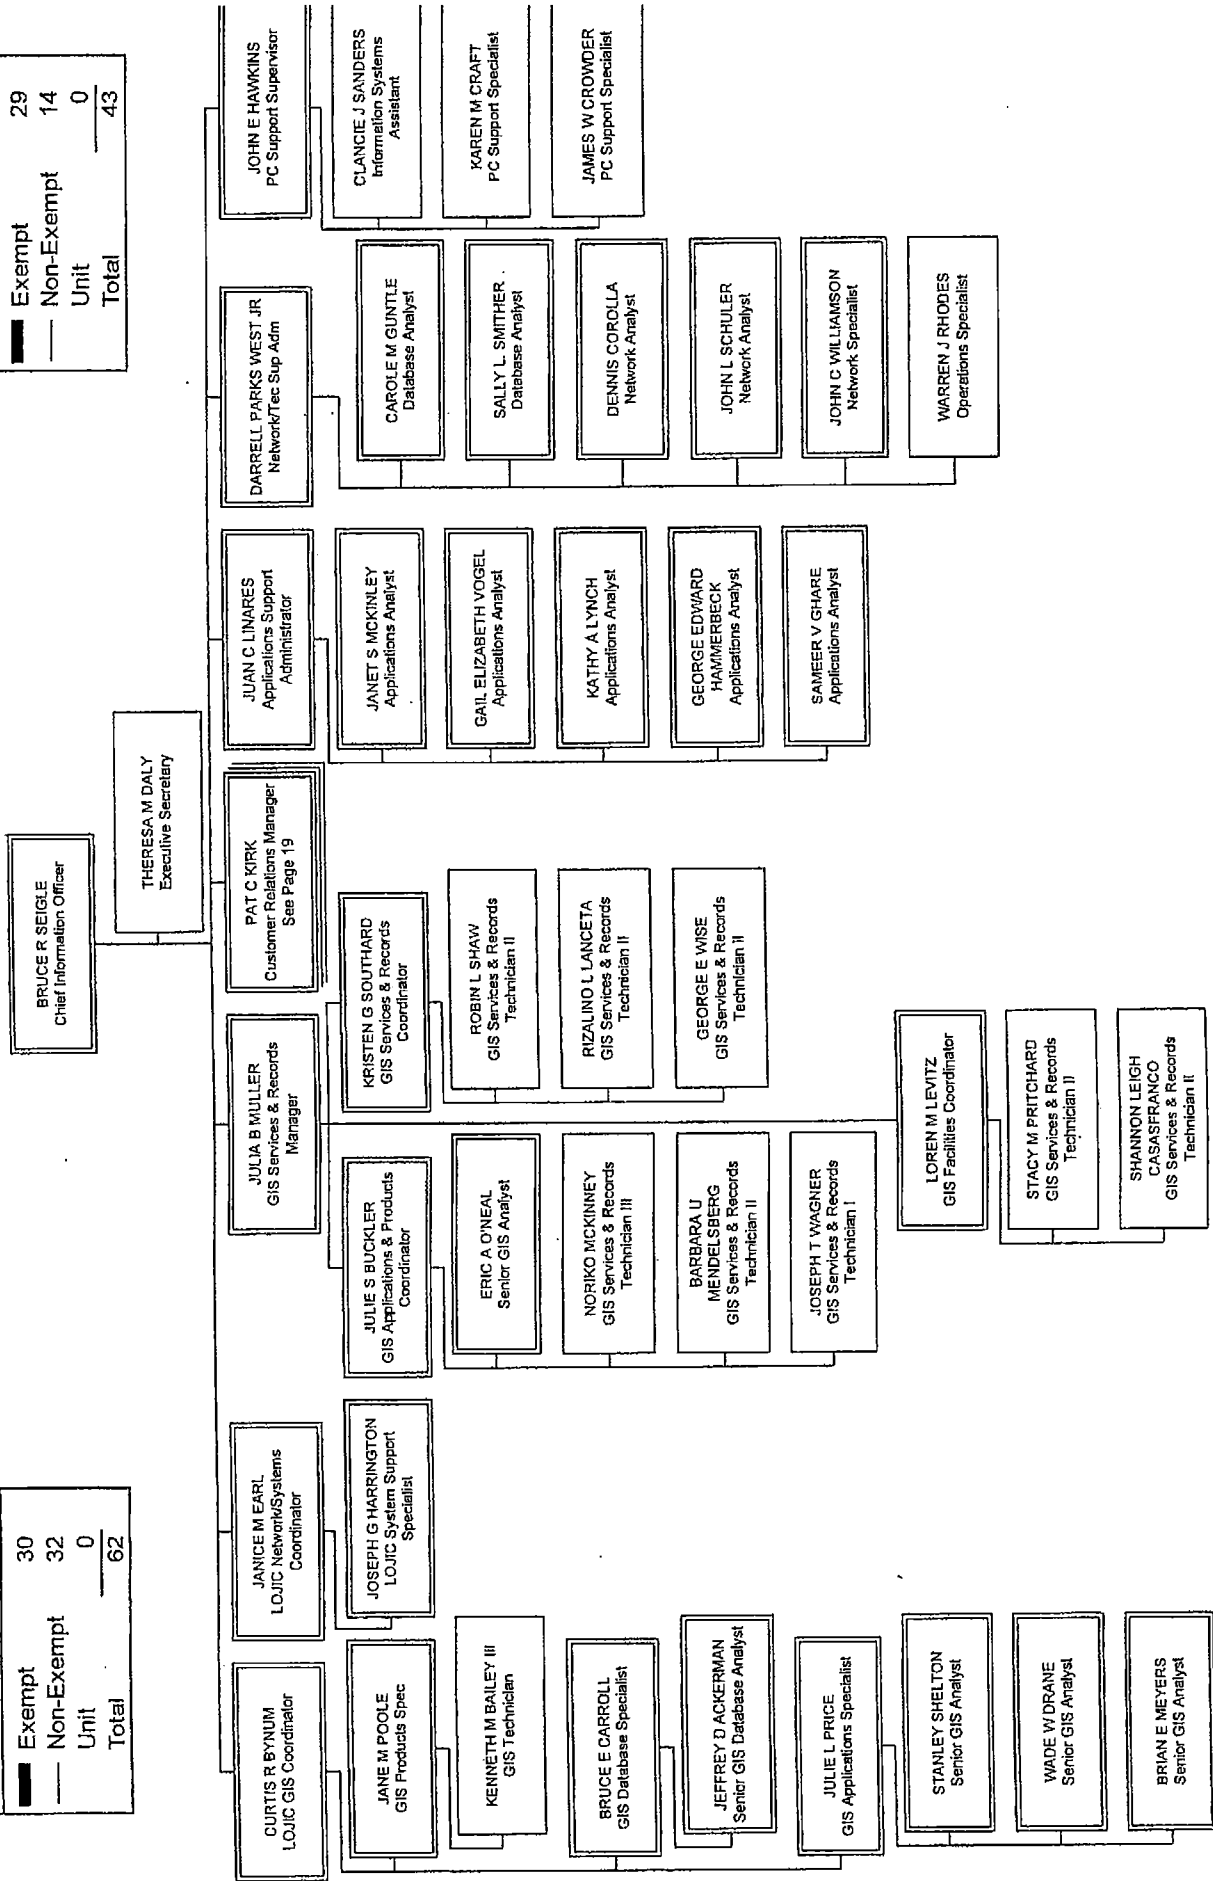 Exempt 30
Non-Exempt 32
Unit 0
Total 62
Exempt 29
Non-Exempt 14
Unit 0
Total 43
BRUCE R SEIGLE
Chief Information Officer
THERESA M DALY
Executive Secretary
CURTIS R BYNUM
LOJIC GIS Coordinator
JANE M POOLE
GIS Products Spec
KENNETH M BAILEY III
GIS Technician
BRUCE E CARROLL
GIS Database Specialist
JEFFREY D ACKERMAN
Senior GIS Database Analyst
JULIE L PRICE
GIS Applications Specialist
STANLEY SHELTON
Senior GIS Analyst
WADE W DRANE
Senior GIS Analyst
BRIAN E MEYERS
Senior GIS Analyst
JANICE M EARL
LOJIC Network/Systems
Coordinator
JOSEPH G HARRINGTON
LOJIC System Support
Specialist
JULIA B MULLER
GIS Services & Records
Manager
JULIE S BUCKLER
GIS Applications & Products
Coordinator
ERIC A O'NEAL
Senior GIS Analyst
NORIKO MCKINNEY
GIS Services & Records
Technician III
BARBARA U
MENDELSBERG
GIS Services & Records
Technician II
JOSEPH T WAGNER
GIS Services & Records
Technician I
KRISTEN G SOUTHARD
GIS Services & Records
Coordinator
ROBIN L SHAW
GIS Services & Records
Technician II
RIZALINO L LANCETA
GIS Services & Records
Technician II
GEORGE E WISE
GIS Services & Records
Technician II
LOREN M LEVITZ
GIS Facilities Coordinator
STACY M PRITCHARD
GIS Services & Records
Technician II
SHANNON LEIGH
CASASFRANCO
GIS Services & Records
Technician II
PAT C KIRK
Customer Relations Manager
See Page 19
JUAN C LINARES
Applications Support
Administrator
JANET S MCKINLEY
Applications Analyst
GAIL ELIZABETH VOGEL
Applications Analyst
KATHY A LYNCH
Applications Analyst
GEORGE EDWARD
HAMMERBECK
Applications Analyst
SAMEER V GHARE
Applications Analyst
DARRELL PARKS WEST JR
Network/Tec Sup Adm
CAROLE M GUNTLE
Database Analyst
SALLY L. SMITHER
Database Analyst
DENNIS COROLLA
Network Analyst
JOHN L SCHULER
Network Analyst
JOHN C WILLIAMSON
Network Specialist
WARREN J RHODES
Operations Specialist
JOHN E HAWKINS
PC Support Supervisor
CLANCIE J SANDERS
Information Systems
Assistant
KAREN M CRAFT
PC Support Specialist
JAMES W CROWDER
PC Support Specialist